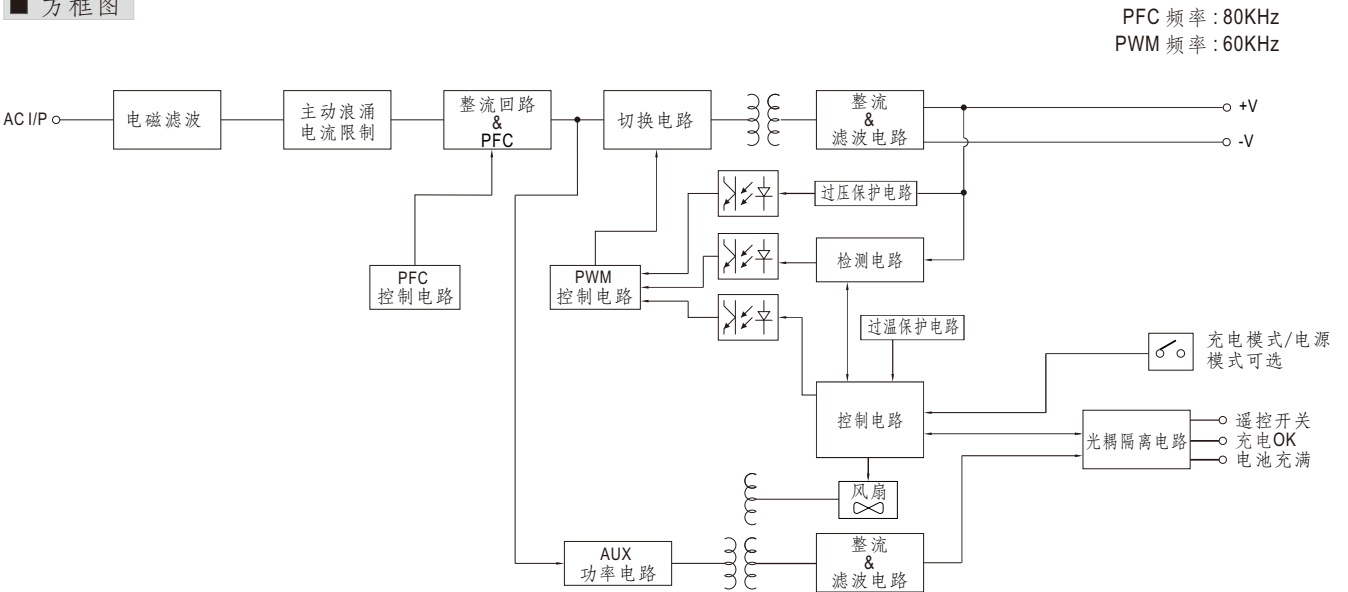 ■ 方框图
PFC 频率 : 80KHz
PWM 频率 : 60KHz
AC I/P
电磁滤波
主动浪涌
电流限制
整流回路
&
PFC
切换电路
整流
&
滤波电路
+V
-V
过压保护电路
PFC
控制电路
PWM
控制电路
检测电路
过温保护电路
充电模式/电源
模式可选
控制电路
光耦隔离电路
遥控开关
充电OK
电池充满
风扇
AUX
功率电路
整流
&
滤波电路